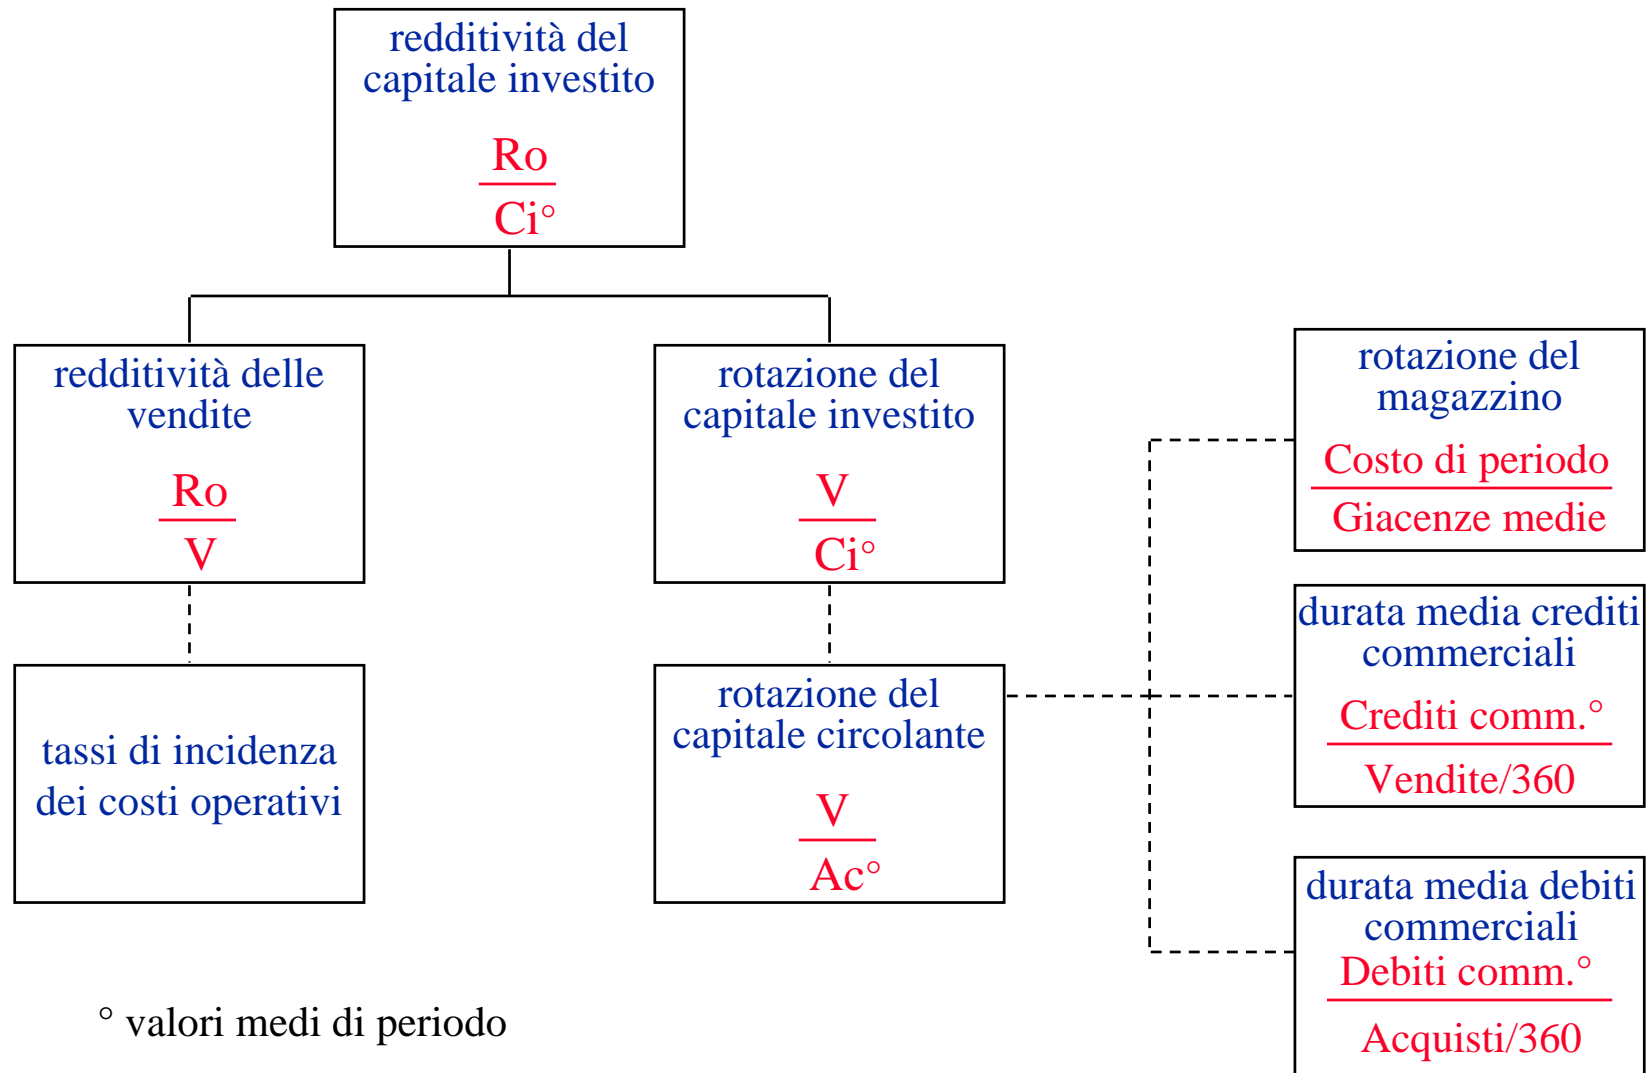 redditività del
capitale investito
Ro
Ci°
redditività delle
vendite
Ro
V
rotazione del
capitale investito
V
Ci°
rotazione del
magazzino
Costo di periodo
Giacenze medie
tassi di incidenza
dei costi operativi
rotazione del
capitale circolante
V
Ac°
durata media crediti
commerciali
Crediti comm.°
Vendite/360
durata media debiti
commerciali
Debiti comm.°
Acquisti/360
° valori medi di periodo